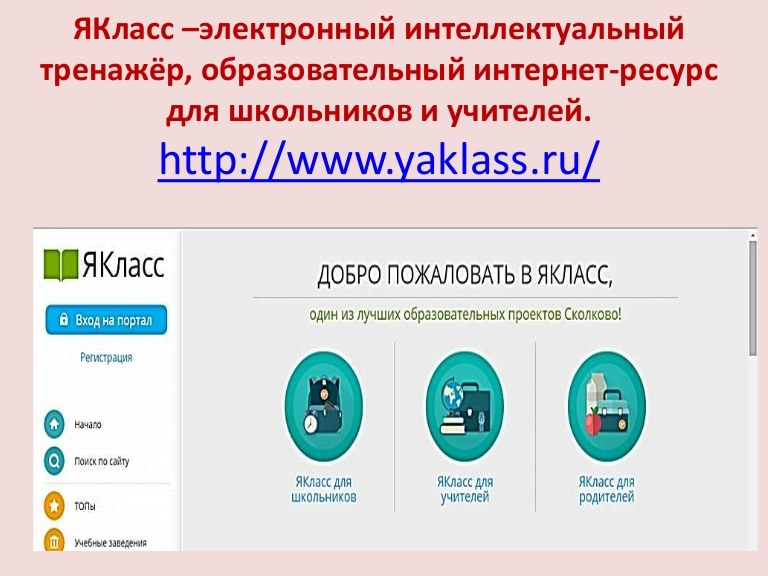 ЯКласс –электронный интеллектуальный
тренажёр, образовательный интернет-ресурс
для школьников и учителей.
http://www.yaklass.ru/
ЯКласс
Вход на портал
Регистрация
Начало
Поиск по сайту
ТОПы
Учебные заведения
ДОБРО ПОЖАЛОВАТЬ В ЯКЛАСС,
один из лучших образовательных проектов Сколково!
ЯКласс для
школьников
ЯКласс для
учителей
ЯКласс для
родителей